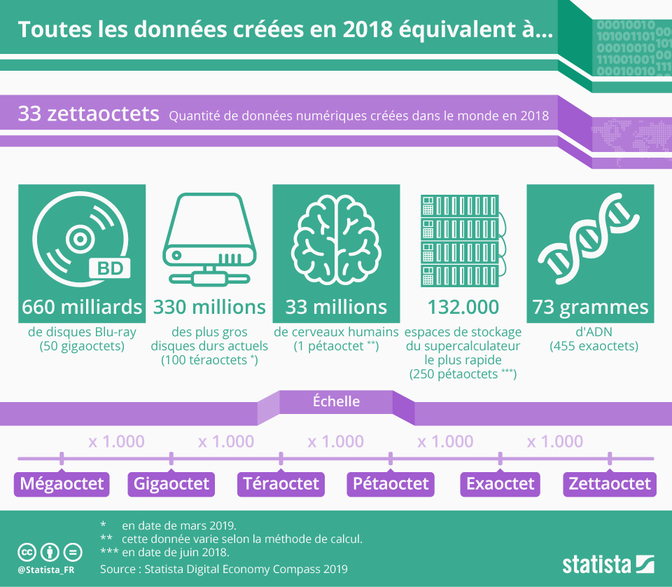 Toutes les données créées en 2018 équivalent à...
00010010
101001101
00010010
111001001
00010010
33 zettaoctets Quantité de données numériques créées dans le monde en 2018
BD
660 milliards
de disques Blu-ray
(50 gigaoctets)
330 millions
des plus gros
disques durs actuels
(100 téraoctets *)
33 millions
de cerveaux humains
(1 pétaoctet **)
132.000
espaces de stockage
du supercalculateur
le plus rapide
(250 pétaoctets ***)
73 grammes
d'ADN
(455 exaoctets)
Échelle
x 1.000 x 1.000 x 1.000 x 1.000 x 1.000
Mégaoctet Gigaoctet Téraoctet Pétaoctet Exaoctet Zettaoctet
* en date de mars 2019.
** cette donnée varie selon la méthode de calcul.
*** en date de juin 2018.
Source : Statista Digital Economy Compass 2019
cc
@Statista_FR
statista